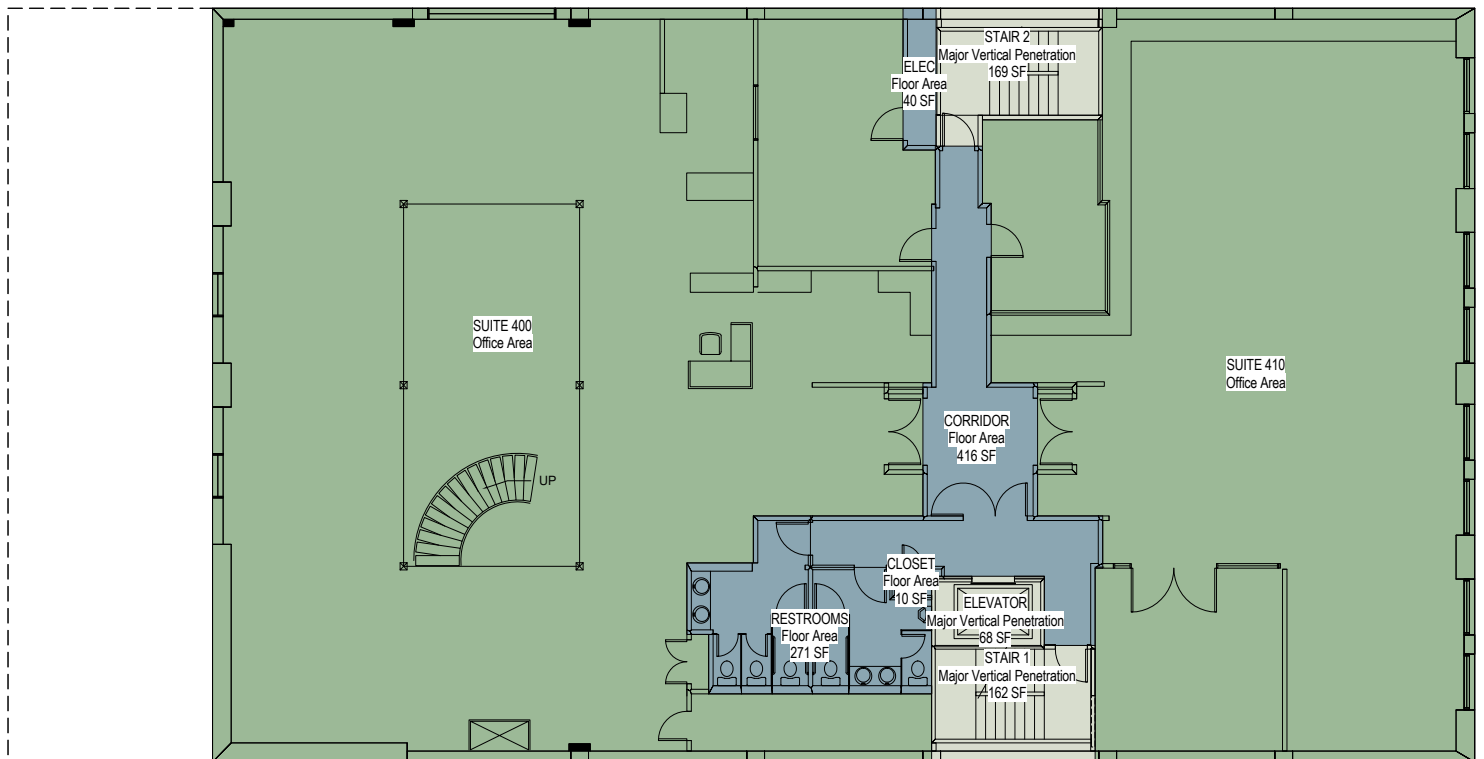 STAIR 2
Major Vertical Penetration
169 SF
ELEC
Floor Area
40 SF
SUITE 400
Office Area
SUITE 410
Office Area
CORRIDOR
Floor Area
416 SF
UP
CLOSET
Floor Area
10 SF
ELEVATOR
Major Vertical Penetration
68 SF
RESTROOMS
Floor Area
271 SF
STAIR 1
Major Vertical Penetration
162 SF